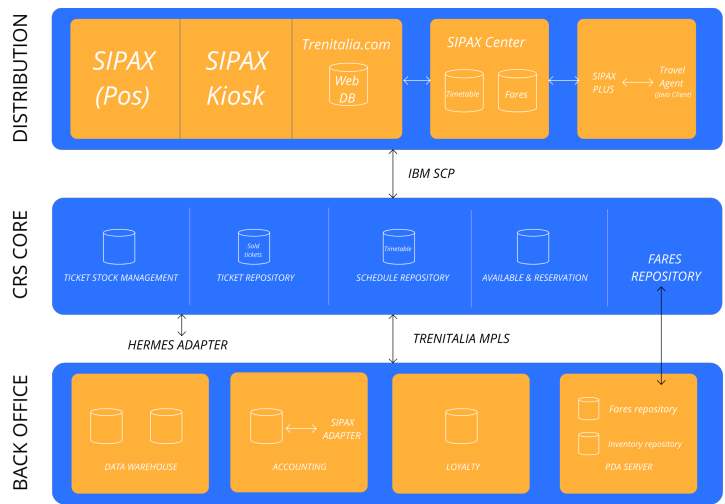 DISTRIBUTION
SIPAX
(Pos)
SIPAX
Kiosk
Trenitalia.com
Web
DB
SIPAX Center
Timetable
Fares
SIPAX
PLUS
Travel
Agent
(Java Client)
IBM SCP
CRS CORE
TICKET STOCK MANAGEMENT
Sold
tickets
TICKET REPOSITORY
Timetable
SCHEDULE REPOSITORY
AVAILABLE & RESERVATION
FARES
REPOSITORY
HERMES ADAPTER
TRENITALIA MPLS
BACK OFFICE
DATA WAREHOUSE
SIPAX
ADAPTER
ACCOUNTING
LOYALTY
Fares repository
Inventory repository
PDA SERVER